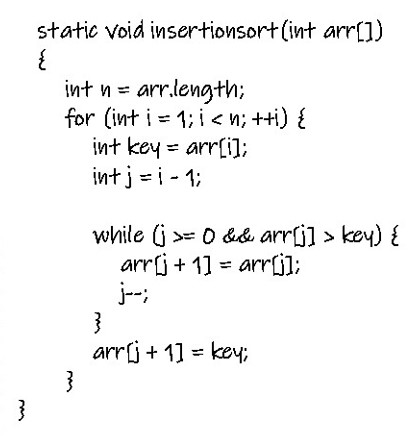 static void insertionsort(int arr[])
{
int n = arr.length;
for (int i = 1; i < n; ++i) {
int key = arr[i];
int j = i - 1;
while (j >= 0 && arr[j] > key) {
arr[j + 1] = arr[j];
j--;
}
arr[j + 1] = key;
}
}